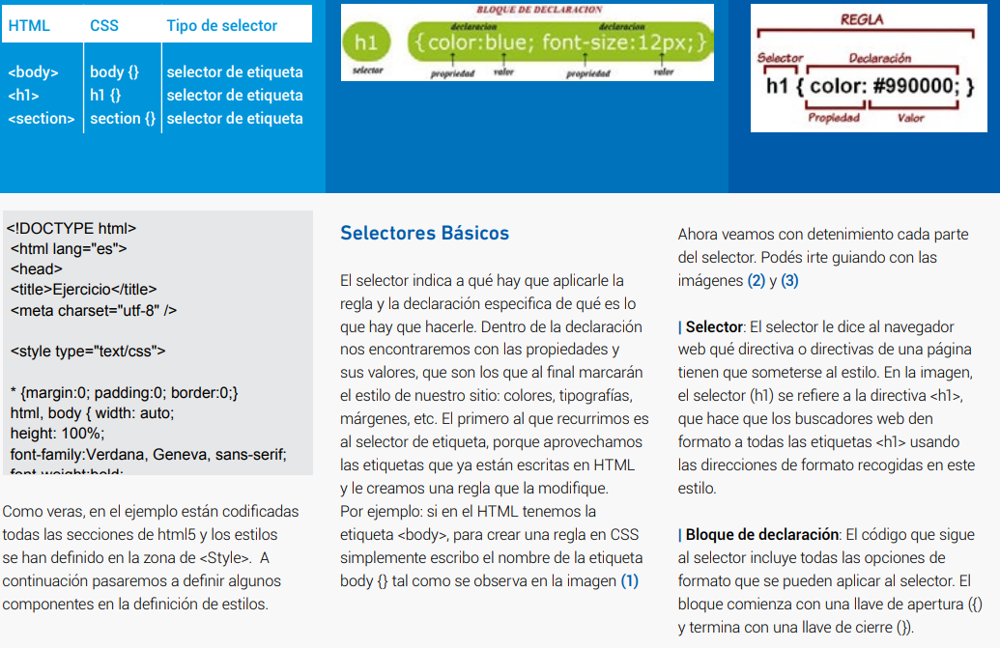 HTML CSS Tipo de selector
<body> body {} selector de etiqueta
<h1> h1 {} selector de etiqueta
<section> section {} selector de etiqueta
BLOQUE DE DECLARACION
declaracion declaracion
h1 {color:blue; font-size:12px;}
selector propiedad valor propiedad valor
REGLA
Selector Declaración
h1 { color: #990000; }
Propiedad Valor
<!DOCTYPE html>
<html lang="es">
<head>
<title>Ejercicio</title>
<meta charset="utf-8" />
<style type="text/css">
* {margin:0; padding:0; border:0;}
html, body { width: auto;
height: 100%;
font-family:Verdana, Geneva, sans-serif;
font-weight:bold;
Como veras, en el ejemplo están codificadas
todas las secciones de html5 y los estilos
se han definido en la zona de <Style>. A
continuación pasaremos a definir algunos
componentes en la definición de estilos.
Selectores Básicos
El selector indica a qué hay que aplicarle la
regla y la declaración especifica de qué es lo
que hay que hacerle. Dentro de la declaración
nos encontraremos con las propiedades y
sus valores, que son los que al final marcarán
el estilo de nuestro sitio: colores, tipografías,
márgenes, etc. El primero al que recurrimos es
al selector de etiqueta, porque aprovechamos
las etiquetas que ya están escritas en HTML
y le creamos una regla que la modifique.
Por ejemplo: si en el HTML tenemos la
etiqueta <body>, para crear una regla en CSS
simplemente escribo el nombre de la etiqueta
body {} tal como se observa en la imagen (1)
Ahora veamos con detenimiento cada parte
del selector. Podés irte guiando con las
imágenes (2) y (3)
| Selector: El selector le dice al navegador
web qué directiva o directivas de una página
tienen que someterse al estilo. En la imagen,
el selector (h1) se refiere a la directiva <h1>,
que hace que los buscadores web den
formato a todas las etiquetas <h1> usando
las direcciones de formato recogidas en este
estilo.
| Bloque de declaración: El código que sigue
al selector incluye todas las opciones de
formato que se pueden aplicar al selector. El
bloque comienza con una llave de apertura ({)
y termina con una llave de cierre (}).